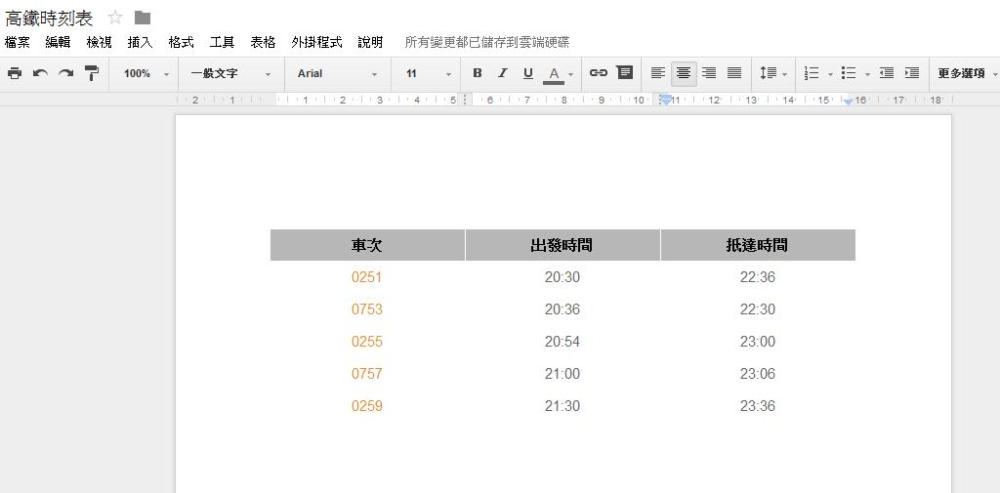 高鐵時刻表
檔案 編輯 檢視 插入 格式 工具 表格 外掛程式 說明 所有變更都已儲存到雲端硬碟
100% 一般文字 Arial 11 B I U A 更多選項
2 1 1 2 3 4 5 6 7 8 9 10 11 12 13 14 15 16 17 18
車次 出發時間 抵達時間
0251 20:30 22:36
0753 20:36 22:30
0255 20:54 23:00
0757 21:00 23:06
0259 21:30 23:36